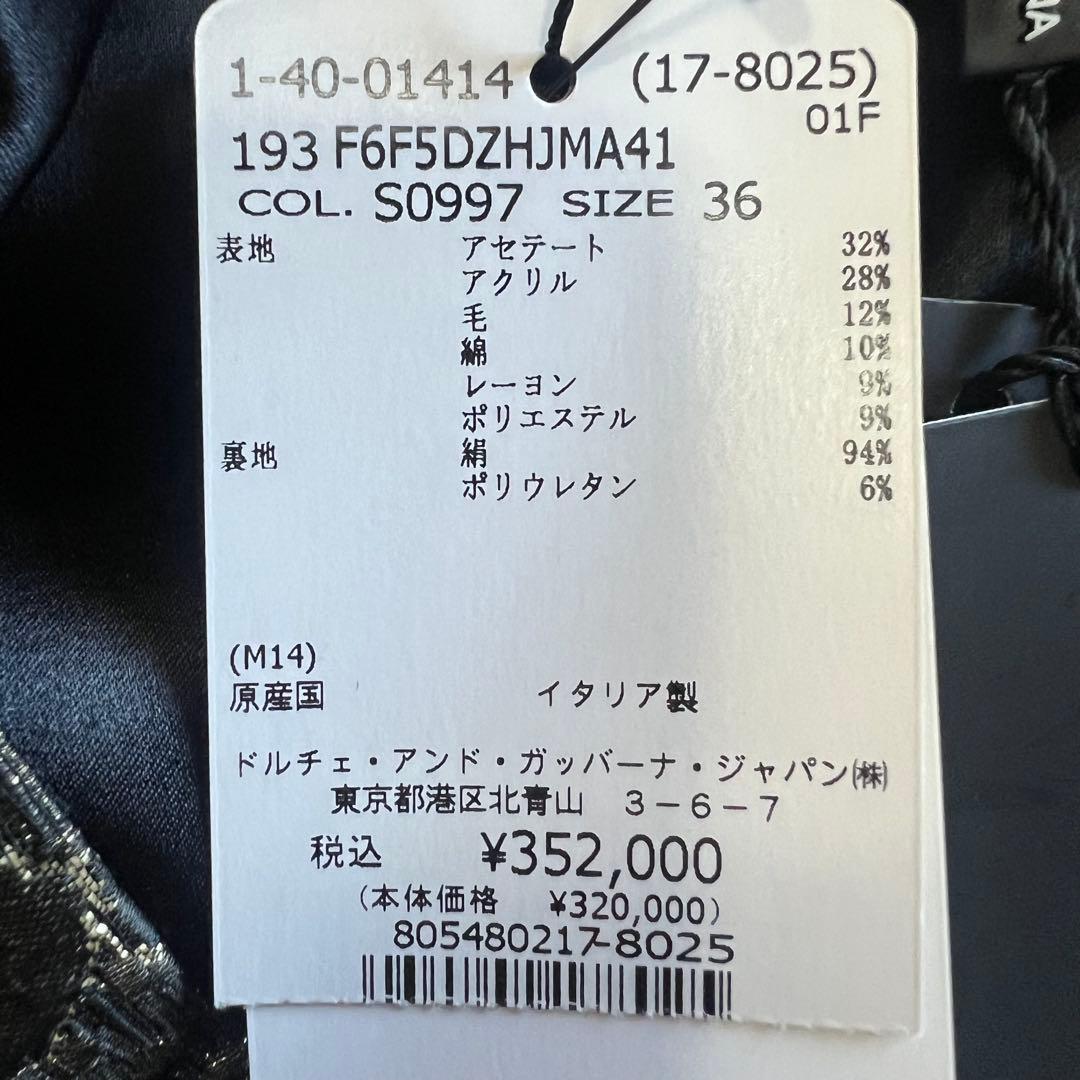 1-40-01414 (17-8025)
01F
193 F6F5DZHJMA41
COL. S0997 SIZE 36
表地 アセテート 32%
アクリル 28%
毛 12%
綿 10%
レーヨン 9%
ポリエステル 9%
裏地 絹 94%
ポリウレタン 6%
(M14)
原産国 イタリア製
ドルチェ・アンド・ガッバーナ・ジャパン㈱
東京都港区北青山 3-6-7
税込 ¥352,000
(本体価格 ¥320,000)
805480217-8025